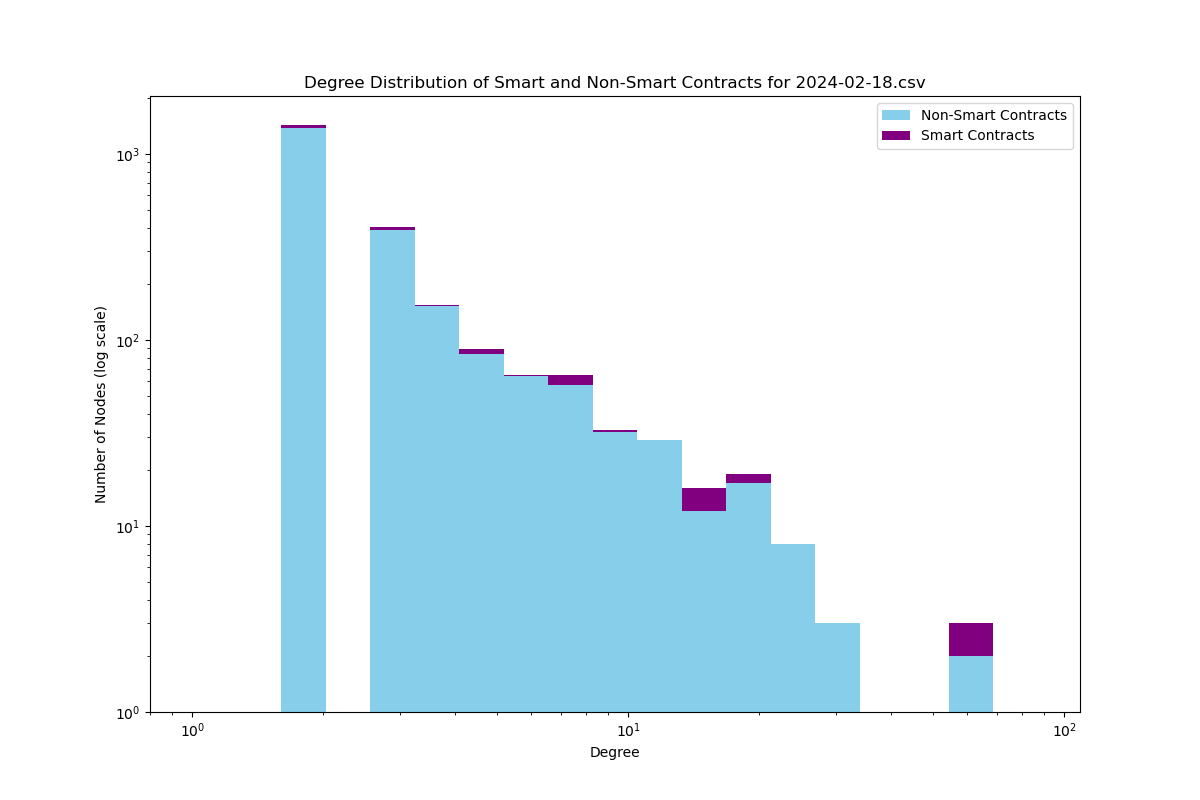 Degree Distribution of Smart and Non-Smart Contracts for 2024-02-18.csv
Non-Smart Contracts
Smart Contracts
Number of Nodes (log scale)
10³
10²
10¹
10⁰
10⁰ 10¹ 10²
Degree